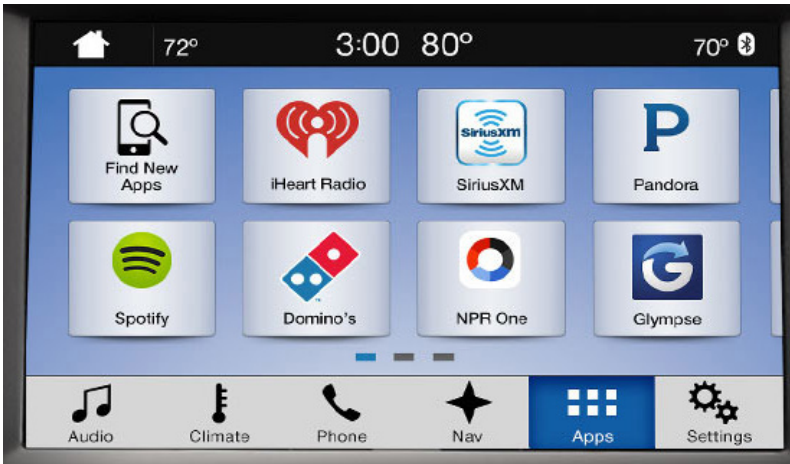 72° 3:00 80° 70°
Find New
Apps
iHeart Radio
SiriusXM
SiriusXM
P
Pandora
Spotify
Domino's
NPR One
G
Glympse
Audio Climate Phone Nav Apps Settings